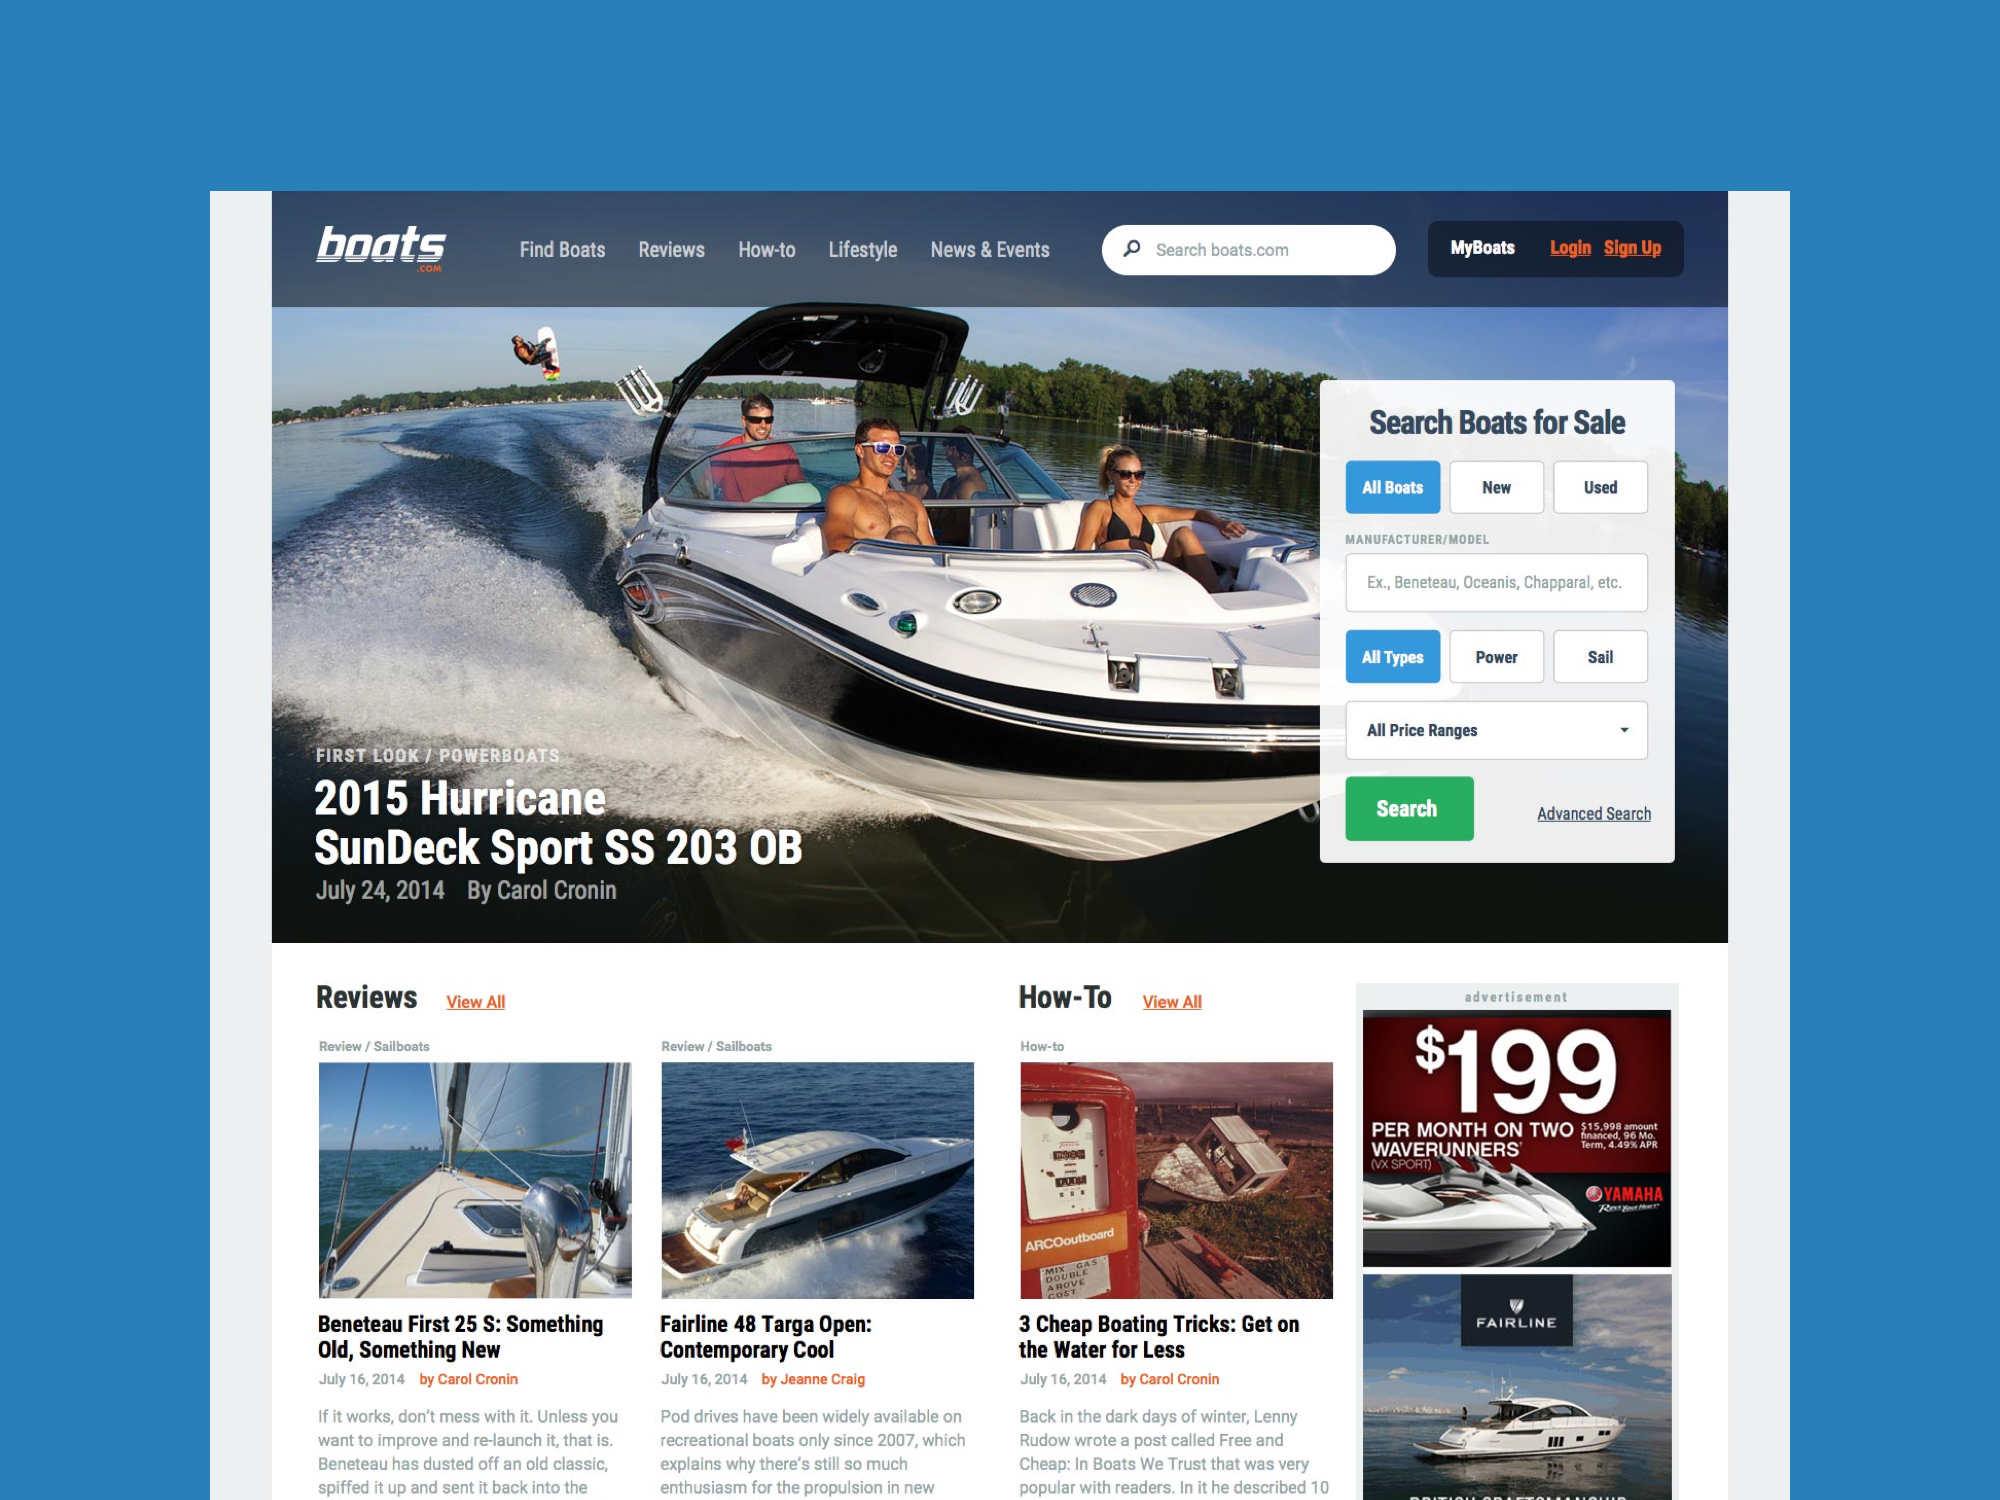 boats
.COM
Find Boats
Reviews
How-to
Lifestyle
News & Events
Search boats.com
MyBoats
Login
Sign Up
Search Boats for Sale
All Boats
New
Used
MANUFACTURER/MODEL
Ex., Beneteau, Oceanis, Chapparal, etc.
All Types
Power
Sail
All Price Ranges
Search
Advanced Search
FIRST LOOK / POWERBOATS
2015 Hurricane
SunDeck Sport SS 203 OB
July 24, 2014 By Carol Cronin
Reviews
View All
Review / Sailboats
Beneteau First 25 S: Something
Old, Something New
July 16, 2014 by Carol Cronin
If it works, don't mess with it. Unless you
want to improve and re-launch it, that is.
Beneteau has dusted off an old classic,
spiffed it up and sent it back into the
Review / Sailboats
Fairline 48 Targa Open:
Contemporary Cool
July 16, 2014 by Jeanne Craig
Pod drives have been widely available on
recreational boats only since 2007, which
explains why there's still so much
enthusiasm for the propulsion in new
How-To
View All
How-to
ARCOoutboard
MIX GAS
DOUBLE
ABOVE
COST
3 Cheap Boating Tricks: Get on
the Water for Less
July 16, 2014 by Carol Cronin
Back in the dark days of winter, Lenny
Rudow wrote a post called Free and
Cheap: In Boats We Trust that was very
popular with readers. In it he described 10
advertisement
$199
PER MONTH ON TWO
WAVERUNNERS
(VX SPORT)
$15,998 amount
financed, 96 Mo.
Term, 4.49% APR
YAMAHA
Revs Your Heart
FAIRLINE
BRITISH CRAFTSMANSHIP